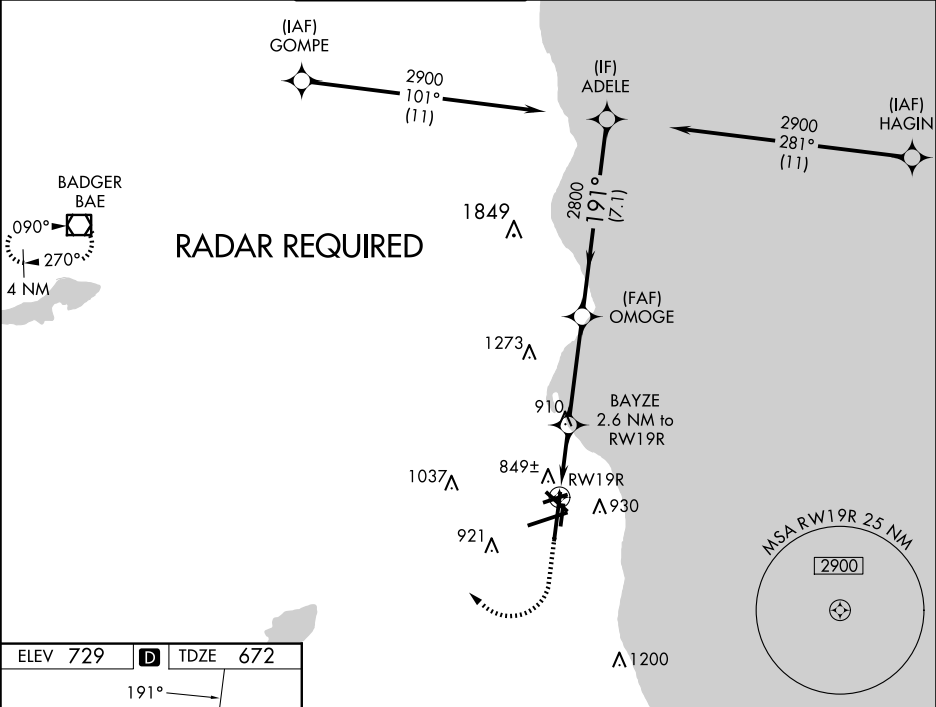 (IAF)
GOMPE
2900
101°
(11)
(IF)
ADELE
2900
281°
(11)
(IAF)
HAGIN
BADGER
BAE
090°
270°
4 NM
RADAR REQUIRED
1849
2800
191°
(7.1)
(FAF)
OMOGE
1273
910
BAYZE
2.6 NM to
RW19R
1037
849±
RW19R
930
921
MSA RW19R 25 NM
2900
1200
ELEV 729 D TDZE 672
191°